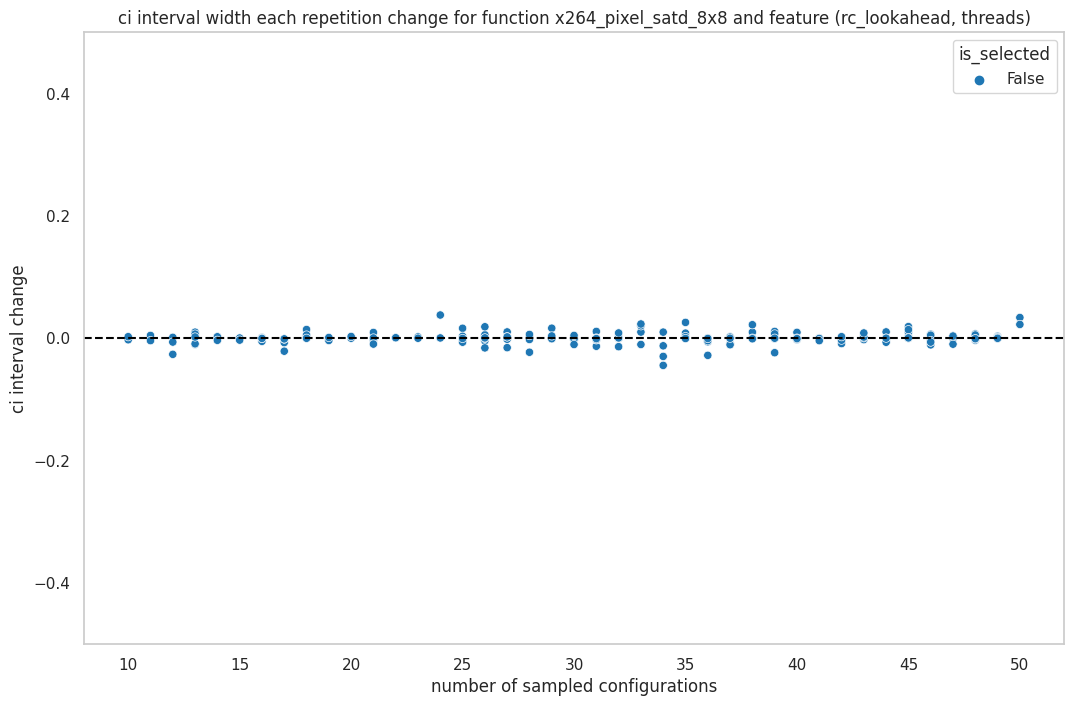 ci interval width each repetition change for function x264_pixel_satd_8x8 and feature (rc_lookahead, threads)
is_selected
False
ci interval change
0.4
0.2
0.0
−0.2
−0.4
10 15 20 25 30 35 40 45 50
number of sampled configurations